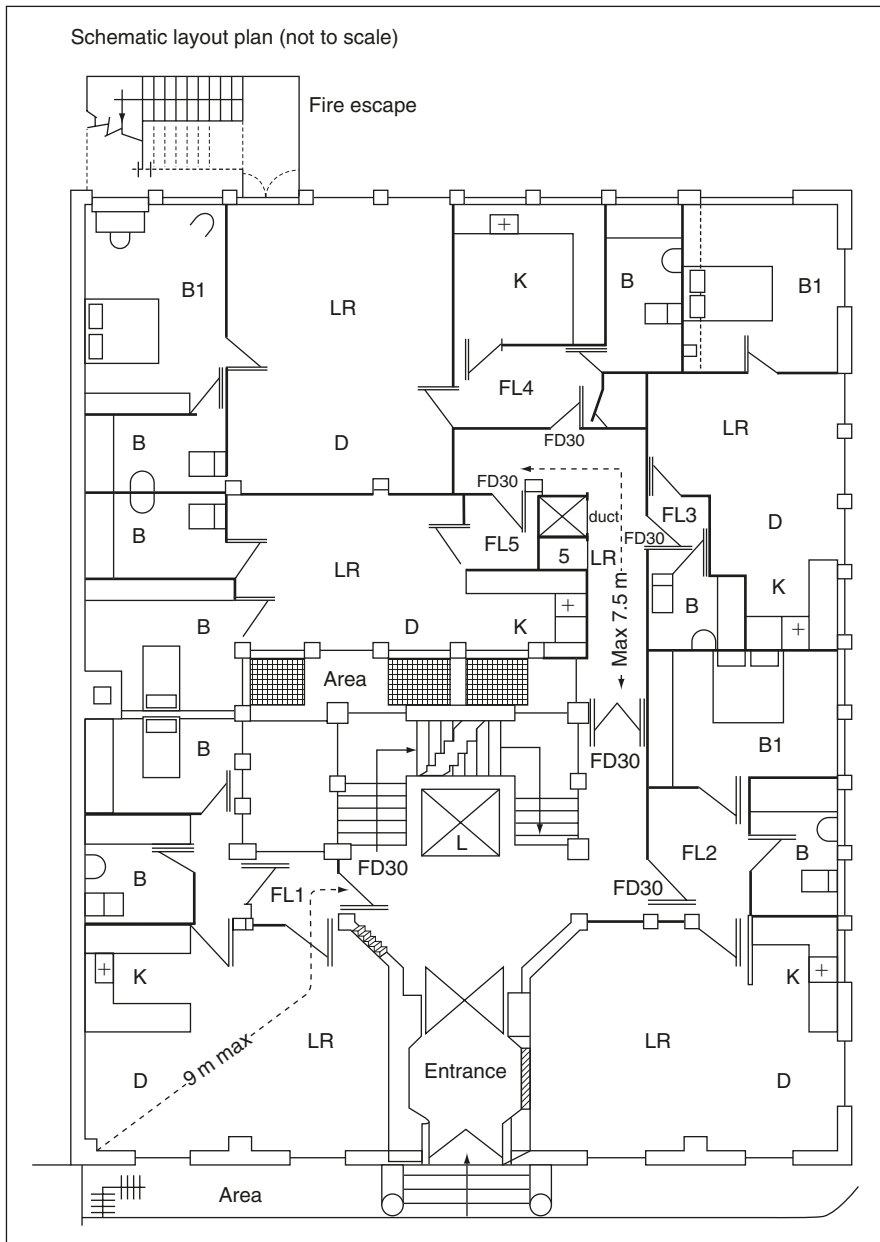 Schematic layout plan (not to scale)
Fire escape
B1
LR
K
B
B1
FL4
LR
B
D
FD30
FD30
B
duct
FL3
D
FL5
5
LR
FD30
LR
B
K
B
D
K
Max 7.5 m
Area
B
B1
FD30
L
FD30
FL2
B
B
FL1
FD30
K
K
9 m max
LR
LR
D
Entrance
D
Area